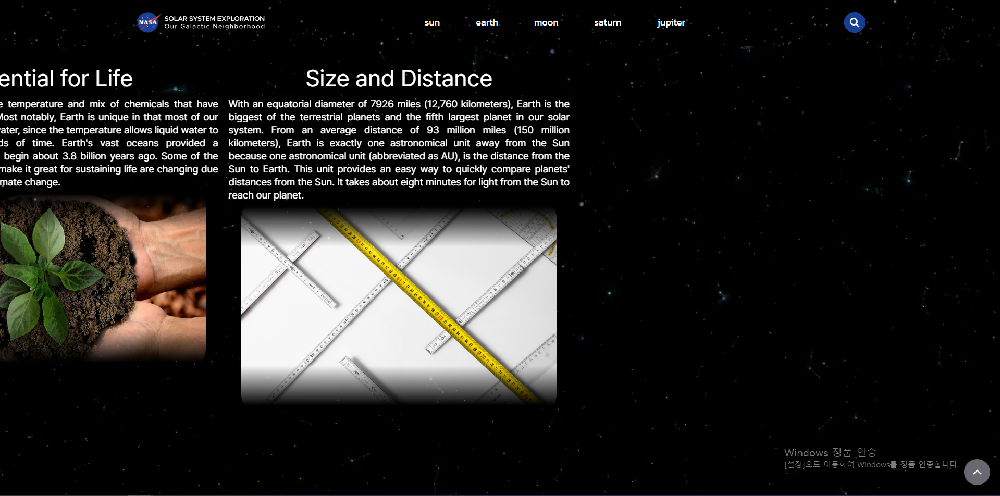 NASA
SOLAR SYSTEM EXPLORATION
Our Galactic Neighborhood
sun
earth
moon
saturn
jupiter
ential for Life
temperature and mix of chemicals that have
Most notably, Earth is unique in that most of our
water, since the temperature allows liquid water to
ds of time. Earth's vast oceans provided a
begin about 3.8 billion years ago. Some of the
make it great for sustaining life are changing due
mate change.
Size and Distance
With an equatorial diameter of 7926 miles (12,760 kilometers), Earth is the
biggest of the terrestrial planets and the fifth largest planet in our solar
system. From an average distance of 93 million miles (150 million
kilometers), Earth is exactly one astronomical unit away from the Sun
because one astronomical unit (abbreviated as AU), is the distance from the
Sun to Earth. This unit provides an easy way to quickly compare planets'
distances from the Sun. It takes about eight minutes for light from the Sun to
reach our planet.
Windows 정품 인증
[설정]으로 이동하여 Windows를 정품 인증합니다.